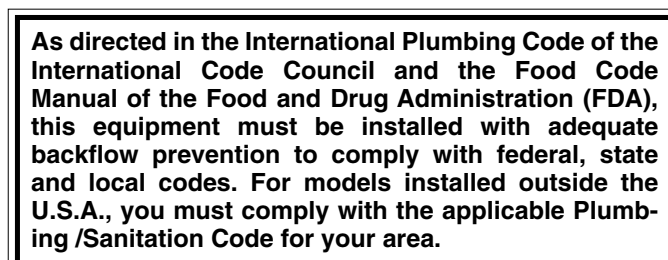 As directed in the International Plumbing Code of the
International Code Council and the Food Code
Manual of the Food and Drug Administration (FDA),
this equipment must be installed with adequate
backflow prevention to comply with federal, state
and local codes. For models installed outside the
U.S.A., you must comply with the applicable Plumb-
ing /Sanitation Code for your area.